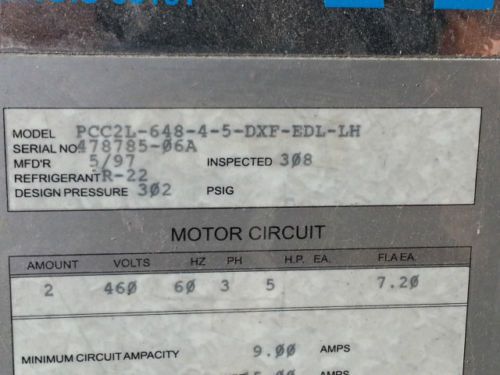 MODEL PCC2L-648-4-5-DXF-EDL-LH
SERIAL NO. 478785-06A
MFD'R 5/97 INSPECTED 308
REFRIGERANT R-22
DESIGN PRESSURE 302 PSIG
MOTOR CIRCUIT
AMOUNT VOLTS HZ PH H.P. EA. FLA EA.
2 460 60 3 5 7.20
MINIMUM CIRCUIT AMPACITY 9.00 AMPS
AMPS